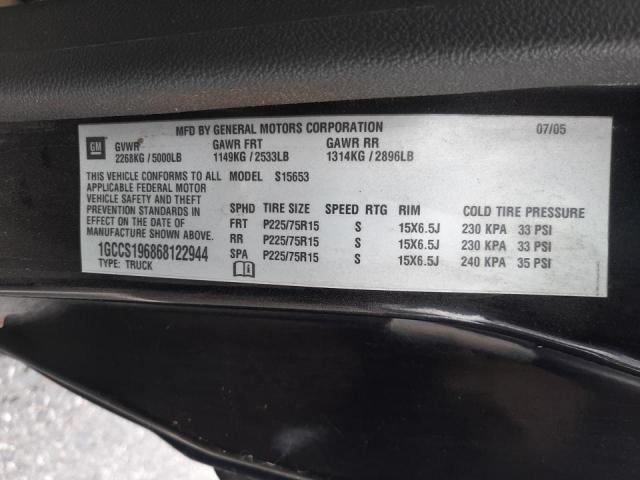 MFD BY GENERAL MOTORS CORPORATION 07/05
GM
GVWR GAWR FRT GAWR RR
2268KG / 5000LB 1149KG / 2533LB 1314KG / 2896LB
THIS VEHICLE CONFORMS TO ALL MODEL S15653
APPLICABLE FEDERAL MOTOR
VEHICLE SAFETY AND THEFT
PREVENTION STANDARDS IN
EFFECT ON THE DATE OF
MANUFACTURE SHOWN ABOVE.
1GCCS196868122944
TYPE: TRUCK
SPHD TIRE SIZE SPEED RTG RIM COLD TIRE PRESSURE
FRT P225/75R15 S 15X6.5J 230 KPA 33 PSI
RR P225/75R15 S 15X6.5J 230 KPA 33 PSI
SPA P225/75R15 S 15X6.5J 240 KPA 35 PSI